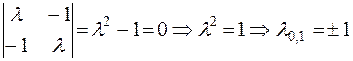 |λ -1; -1 λ| = λ² - 1 = 0 ⇒ λ² = 1 ⇒ λ₀,₁ = ±1